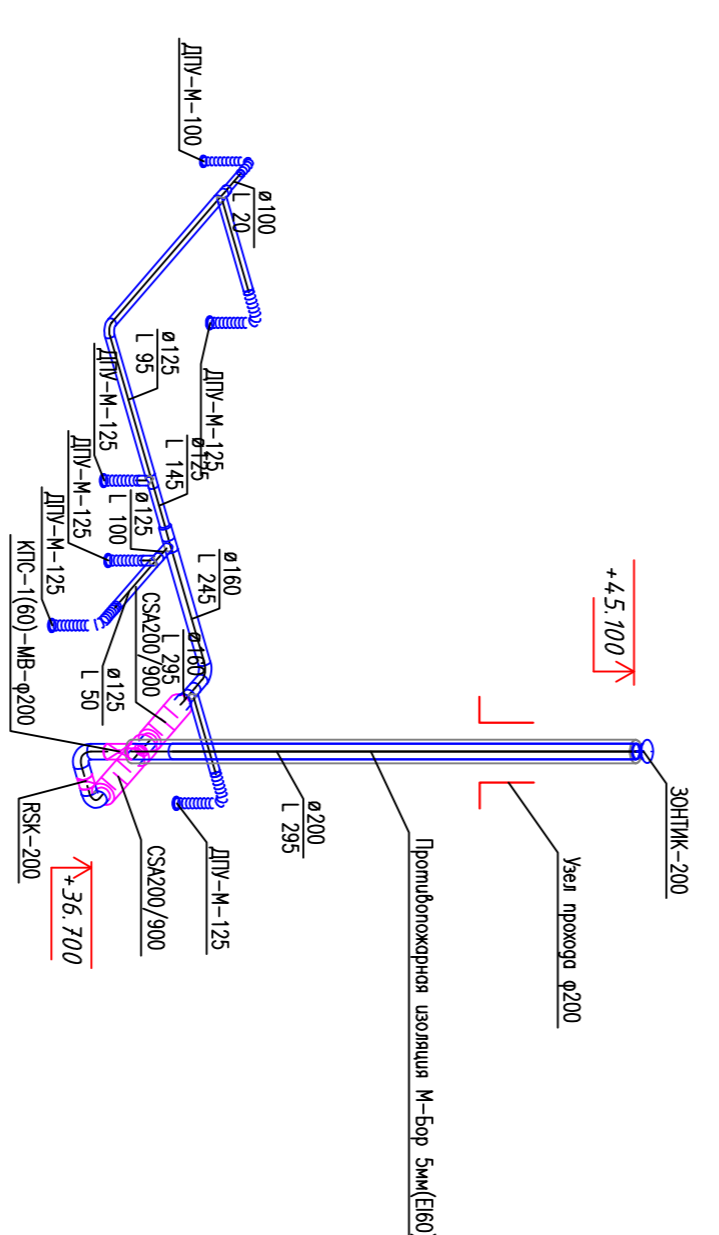 ДПУ-М-100
ø100
L 20
ДПУ-М-125
ø125
L 95
ДПУ-М-125
ø125
L 145
ДПУ-М-125
ø125
L 100
ДПУ-М-125
ø160
L 245
КПС-1(60)-МВ-φ200
CSA200/900
ø160
L 295
ø125
L 50
RSK-200
CSA200/900
ДПУ-М-125
+36.700
ø200
L 295
Противопожарная изоляция М-Бор 5мм(EI60)
Узел прохода φ200
+45.100
ЗОНТИК-200